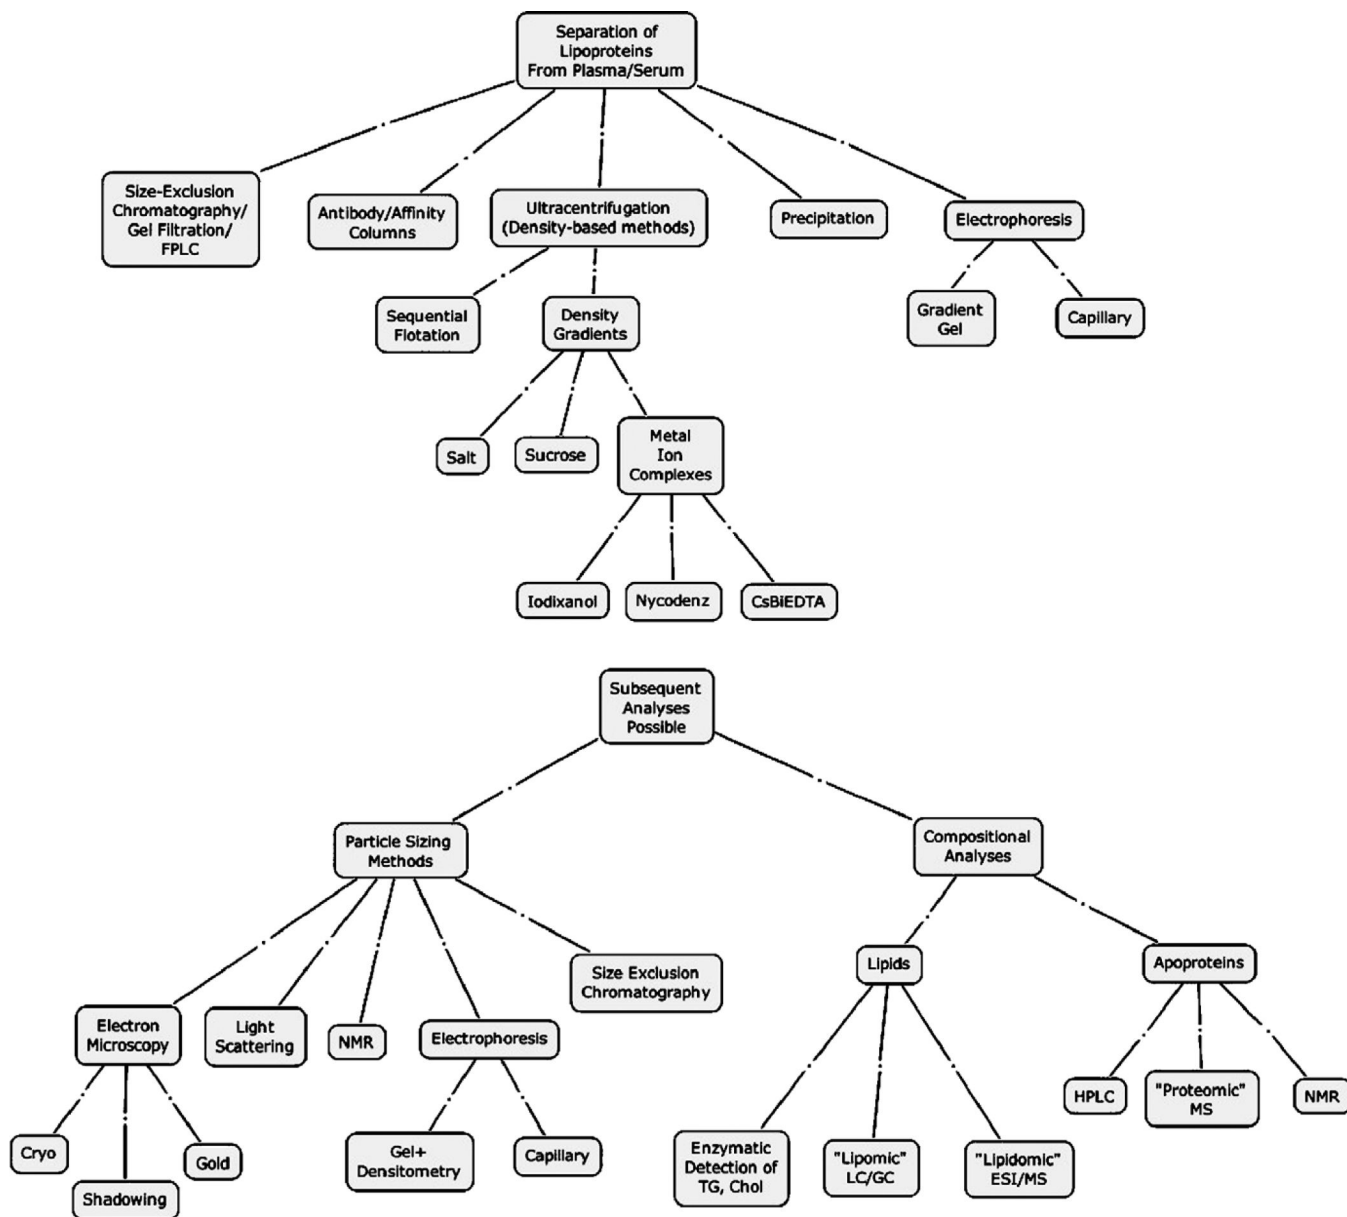 Separation of
Lipoproteins
From Plasma/Serum
Size-Exclusion
Chromatography/
Gel Filtration/
FPLC
Antibody/Affinity
Columns
Ultracentrifugation
(Density-based methods)
Precipitation
Electrophoresis
Sequential
Flotation
Density
Gradients
Gradient
Gel
Capillary
Salt
Sucrose
Metal
Ion
Complexes
Iodixanol
Nycodenz
CsBiEDTA
Subsequent
Analyses
Possible
Particle Sizing
Methods
Compositional
Analyses
Size Exclusion
Chromatography
Lipids
Apoproteins
Electron
Microscopy
Light
Scattering
NMR
Electrophoresis
HPLC
"Proteomic"
MS
NMR
Cryo
Shadowing
Gold
Gel+
Densitometry
Capillary
Enzymatic
Detection of
TG, Chol
"Lipomic"
LC/GC
"Lipidomic"
ESI/MS